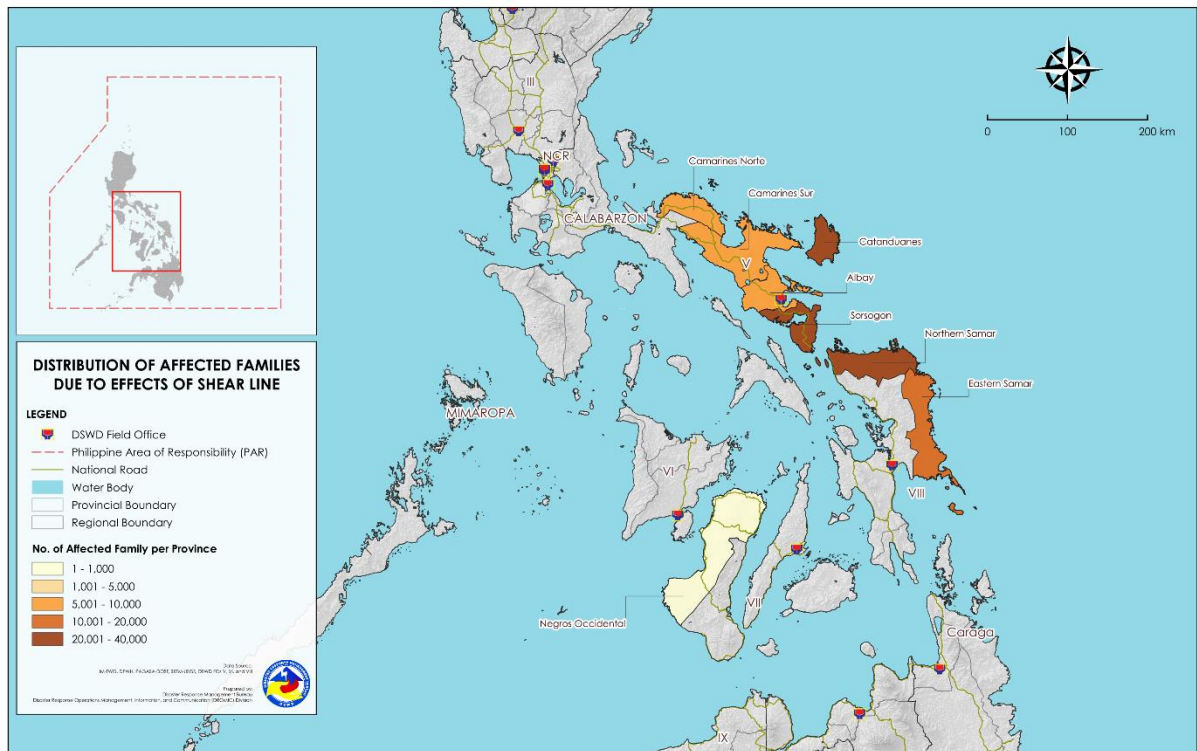 III
NCR
CALABARZON
Camarines Norte
Camarines Sur
Catanduanes
V
Albay
Sorsogon
Northern Samar
Eastern Samar
MIMAROPA
VI
VIII
VII
Negros Occidental
Caraga
IX
0 100 200 km
DISTRIBUTION OF AFFECTED FAMILIES
DUE TO EFFECTS OF SHEAR LINE
LEGEND
DSWD Field Office
Philippine Area of Responsibility (PAR)
National Road
Water Body
Provincial Boundary
Regional Boundary
No. of Affected Family per Province
1 - 1,000
1,001 - 5,000
5,001 - 10,000
10,001 - 20,000
20,001 - 40,000
Data Source:
Prepared by:
Disaster Response Management Bureau
Disaster Response Operations Management, Information, and Communication (DROMIC) Division